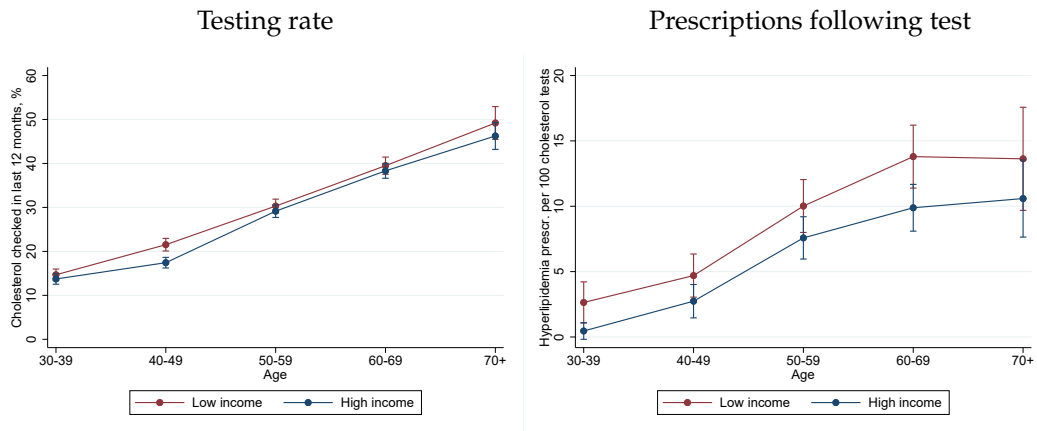 Testing rate
Cholesterol checked in last 12 months, %
60
50
40
30
20
10
0
30-39 40-49 50-59 60-69 70+
Age
Low income High income
Prescriptions following test
Hyperlipidemia prescr. per 100 cholesterol tests
20
15
10
5
0
30-39 40-49 50-59 60-69 70+
Age
Low income High income